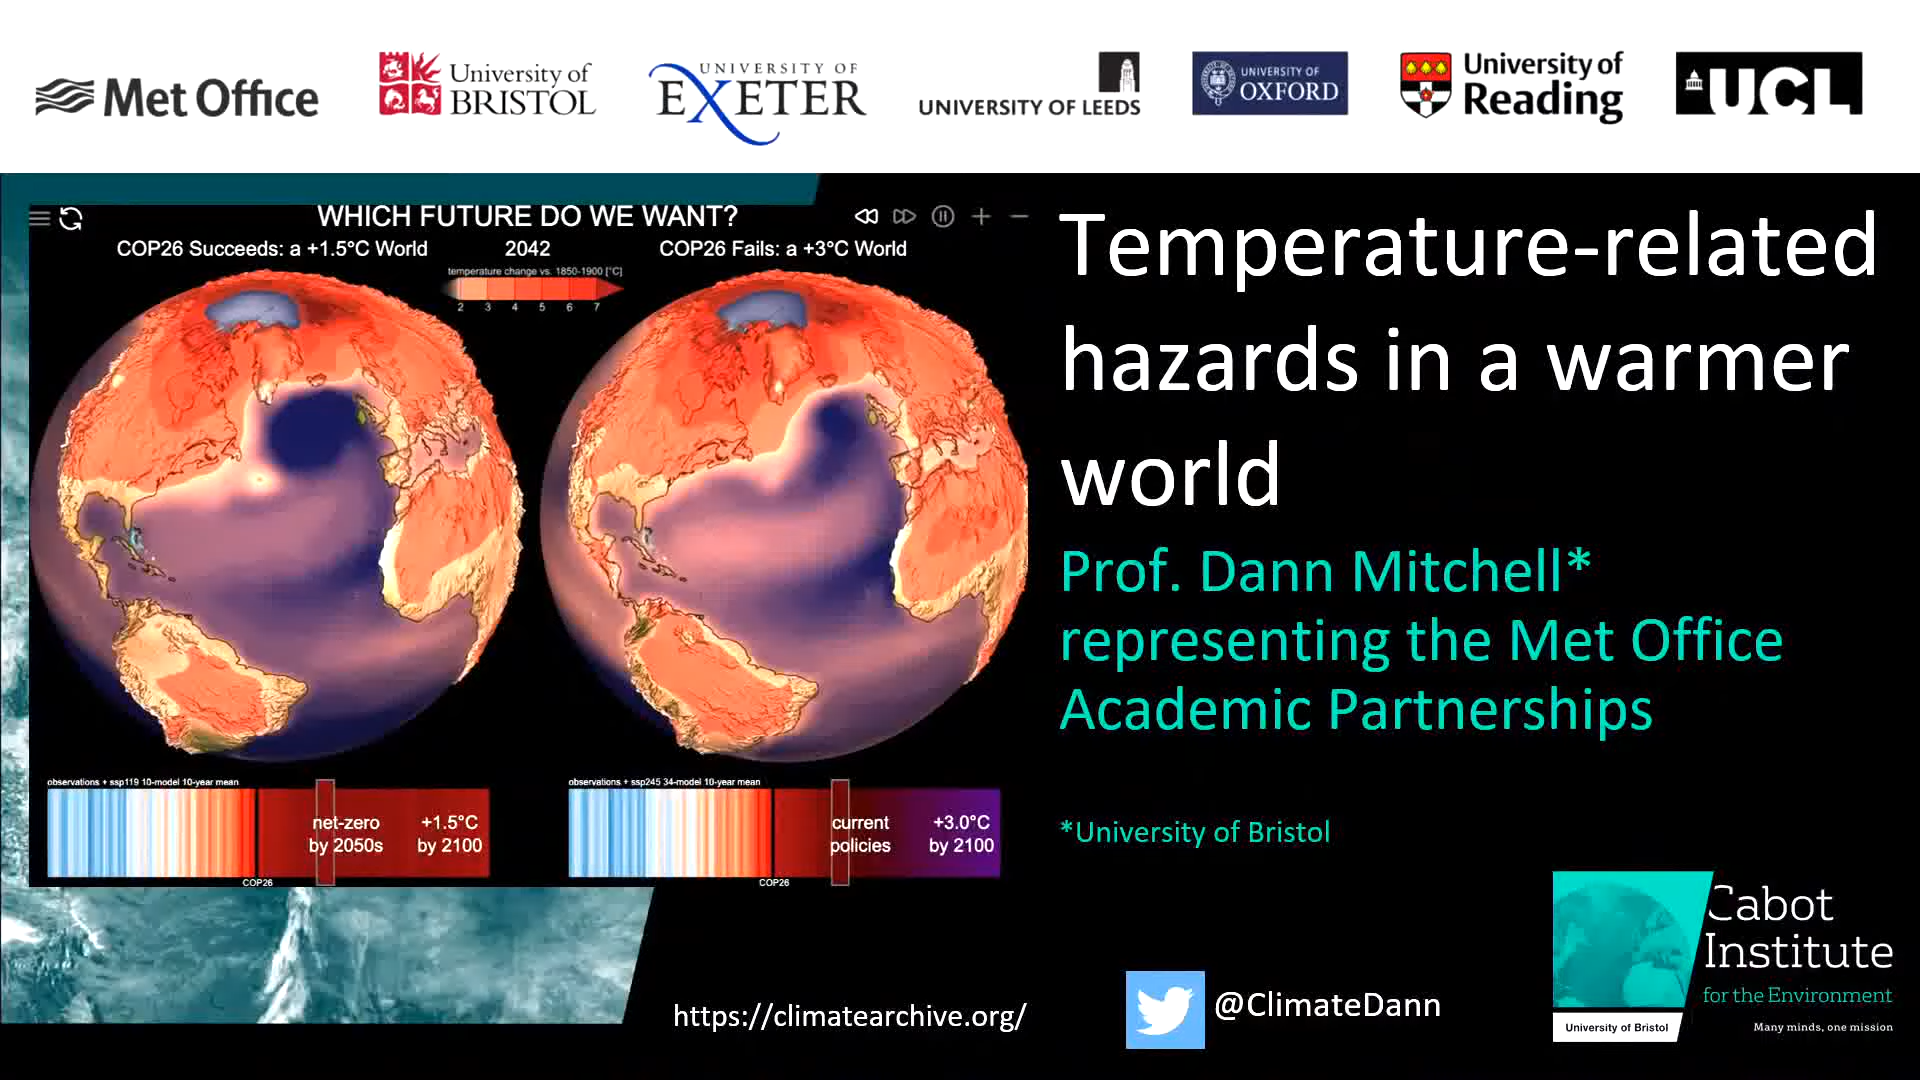 Met Office
University of
BRISTOL
UNIVERSITY OF
EXETER
UNIVERSITY OF LEEDS
UNIVERSITY OF
OXFORD
University of
Reading
UCL
WHICH FUTURE DO WE WANT?
COP26 Succeeds: a +1.5°C World
2042
COP26 Fails: a +3°C World
temperature change vs. 1850-1900 [°C]
2 3 4 5 6 7
observations + ssp119 10-model 10-year mean
net-zero
by 2050s
+1.5°C
by 2100
COP26
observations + ssp245 34-model 10-year mean
current
policies
+3.0°C
by 2100
COP26
Temperature-related
hazards in a warmer
world
Prof. Dann Mitchell*
representing the Met Office
Academic Partnerships
*University of Bristol
https://climatearchive.org/
@ClimateDann
Cabot
Institute
for the Environment
University of Bristol
Many minds, one mission